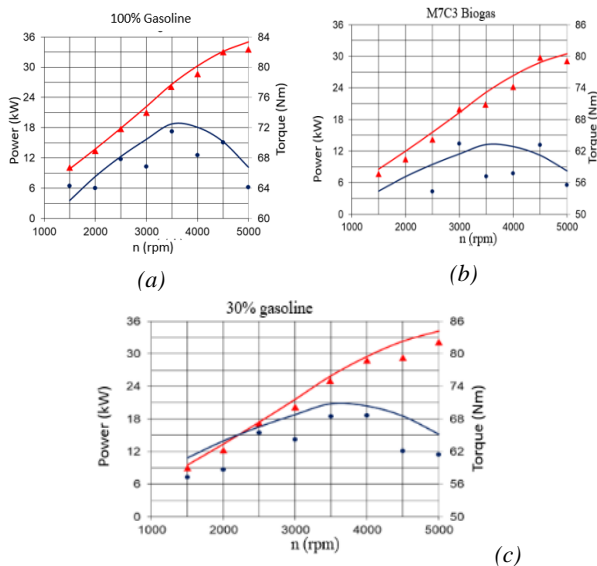 100% Gasoline
36
30
24
18
12
6
0
Power (kW)
84
80
76
72
68
64
60
Torque (Nm)
1000 2000 3000 4000 5000
n (rpm)
(a)
M7C3 Biogas
36
30
24
18
12
6
0
Power (kW)
86
80
74
68
62
56
50
Torque (Nm)
1000 2000 3000 4000 5000
n (rpm)
(b)
30% gasoline
36
30
24
18
12
6
0
Power (kW)
86
80
74
68
62
56
50
Torque (Nm)
1000 2000 3000 4000 5000
n (rpm)
(c)